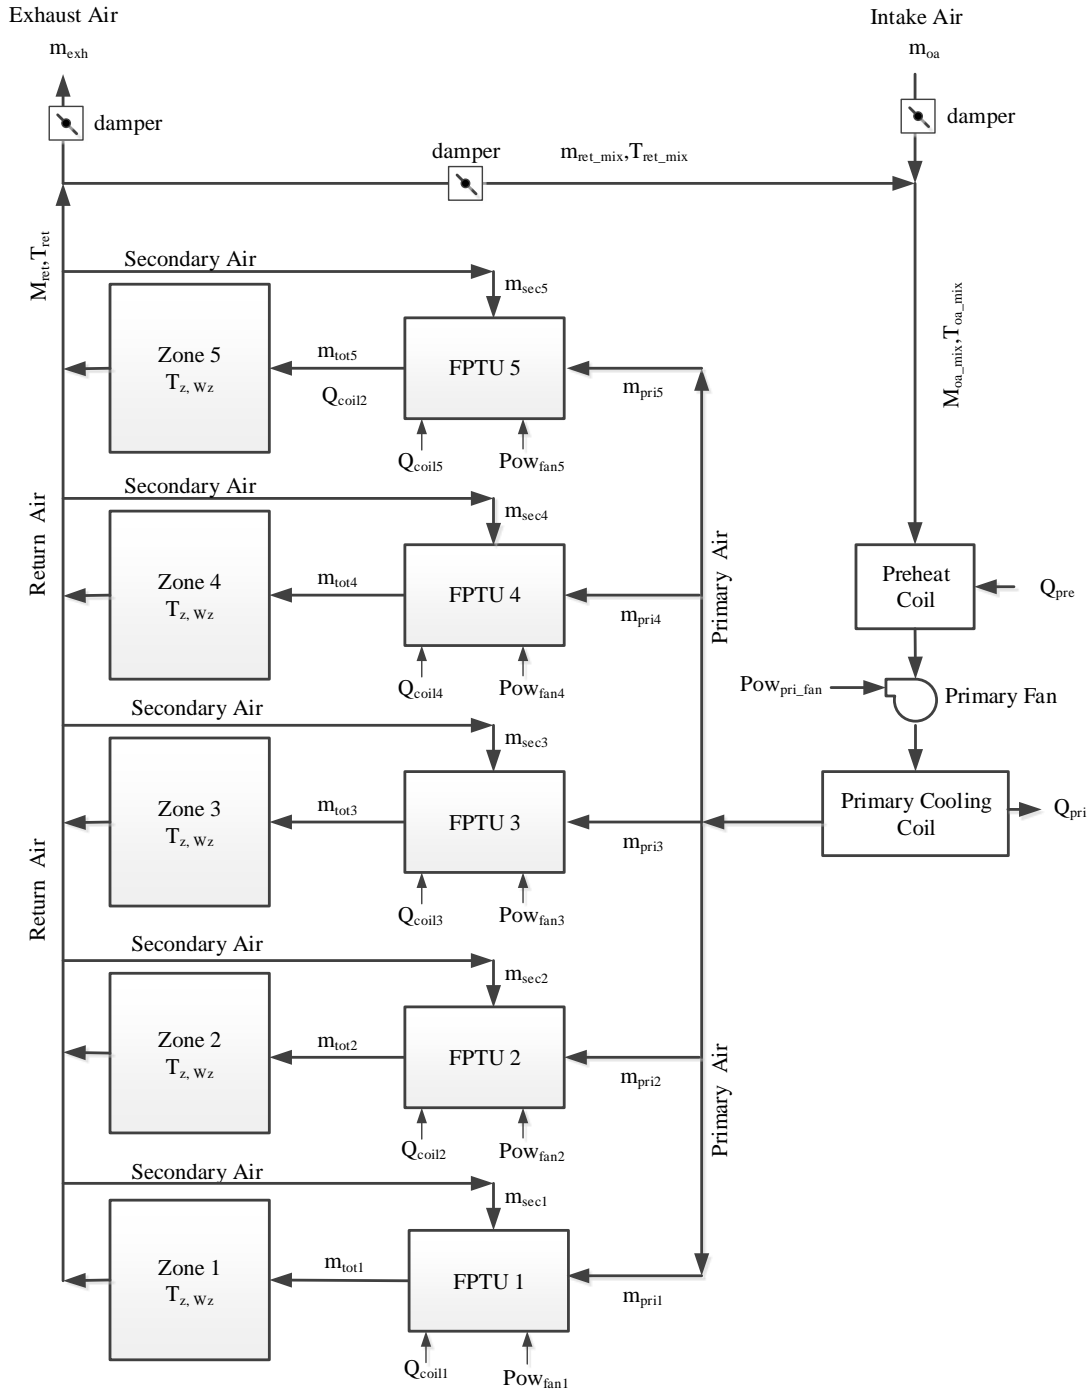 Exhaust Air
m_exh
Intake Air
m_oa
damper
damper
damper
m_ret_mix,T_ret_mix
M_ret,T_ret
Secondary Air
m_sec5
Zone 5
T_z, W_z
m_tot5
Q_coil2
FPTU 5
m_pri5
Q_coil5
Pow_fan5
M_oa_mix,T_oa_mix
Secondary Air
m_sec4
Return Air
Zone 4
T_z, W_z
m_tot4
FPTU 4
m_pri4
Primary Air
Q_coil4
Pow_fan4
Preheat
Coil
Q_pre
Pow_pri_fan
Primary Fan
Secondary Air
m_sec3
Zone 3
T_z, W_z
m_tot3
FPTU 3
m_pri3
Q_coil3
Pow_fan3
Primary Cooling
Coil
Q_pri
Return Air
Secondary Air
m_sec2
Zone 2
T_z, W_z
m_tot2
FPTU 2
m_pri2
Primary Air
Q_coil2
Pow_fan2
Secondary Air
m_sec1
Zone 1
T_z, W_z
m_tot1
FPTU 1
m_pri1
Q_coil1
Pow_fan1